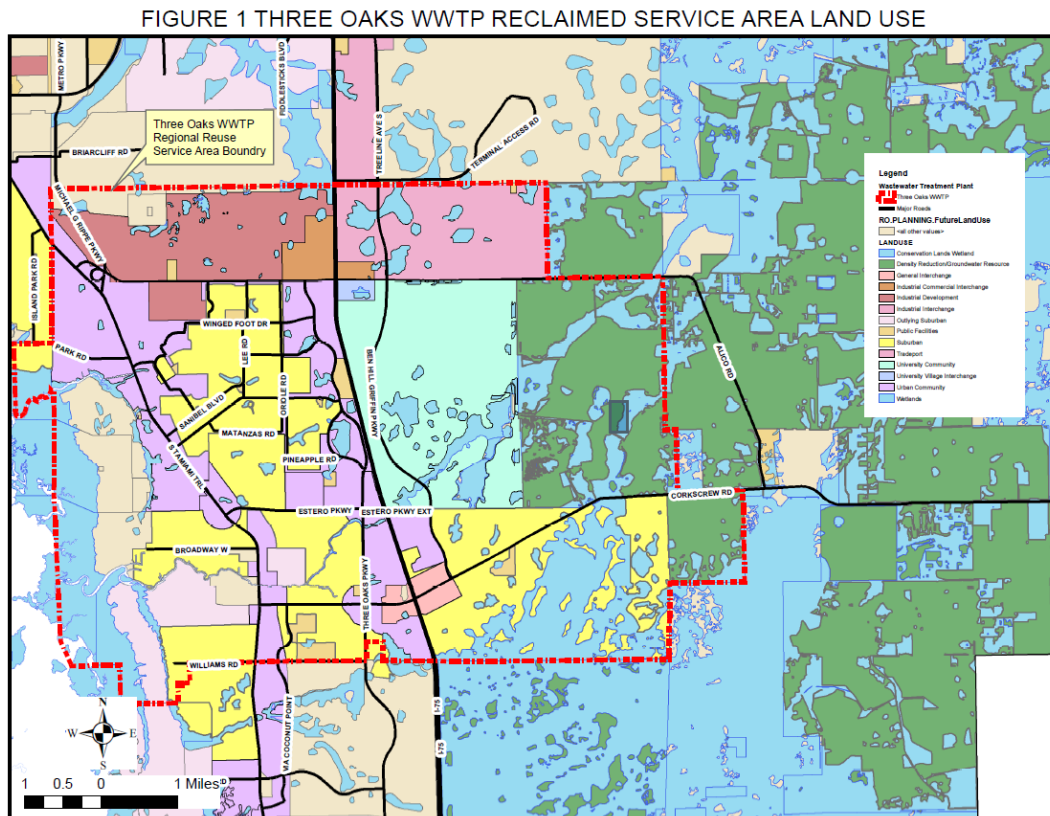 FIGURE 1 THREE OAKS WWTP RECLAIMED SERVICE AREA LAND USE
METRO PKWY
FIDDLESTICKS BLVD
TREELINE AVE S
TERMINAL ACCESS RD
Three Oaks WWTP
Regional Reuse
Service Area Boundry
BRIARCLIFF RD
MICHAEL G RIPPE PKWY
ISLAND PARK RD
Legend
Wastewater Treatment Plant
Three Oaks WWTP
Major Roads
RO.PLANNING.FutureLandUse
<all other values>
LANDUSE
Conservation Lands Wetland
Density Reduction/Groundwater Resource
General Interchange
Industrial Commercial Interchange
Industrial Development
Industrial Interchange
Outlying Suburban
Public Facilities
Suburban
Tradeport
University Community
University Village Interchange
Urban Community
Wetlands
WINGED FOOT DR
PARK RD
LEE RD
BEN HILL GRIFFIN PKWY
ALICO RD
SANIBEL BLVD
ORIOLE RD
MATANZAS RD
S TAMIAMI TRL
PINEAPPLE RD
CORKSCREW RD
ESTERO PKWY
ESTERO PKWY EXT
BROADWAY W
THREE OAKS PKWY
WILLIAMS RD
VIA COCONUT POINT
I-75
I-75
N
W
E
S
1 0.5 0 1 Miles